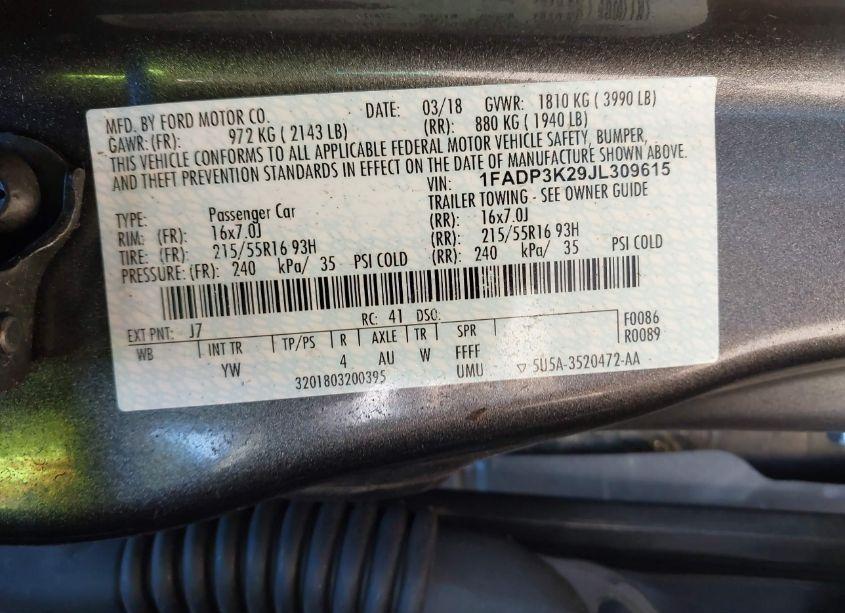 MFD. BY FORD MOTOR CO. DATE: 03/18 GVWR: 1810 KG ( 3990 LB)
GAWR: (FR): 972 KG ( 2143 LB) (RR): 880 KG ( 1940 LB)
THIS VEHICLE CONFORMS TO ALL APPLICABLE FEDERAL MOTOR VEHICLE SAFETY, BUMPER,
AND THEFT PREVENTION STANDARDS IN EFFECT ON THE DATE OF MANUFACTURE SHOWN ABOVE.
VIN: 1FADP3K29JL309615
TYPE: Passenger Car TRAILER TOWING - SEE OWNER GUIDE
RIM: (FR): 16x7.0J (RR): 16x7.0J
TIRE: (FR): 215/55R16 93H (RR): 215/55R16 93H
PRESSURE: (FR): 240 kPa/ 35 PSI COLD (RR): 240 kPa/ 35 PSI COLD
EXT PNT: J7 RC: 41 DSO: F0086
WB INT TR TP/PS R AXLE TR SPR R0089
YW 4 AU W FFFF
3201803200395 UMU ▽ 5U5A-3520472-AA